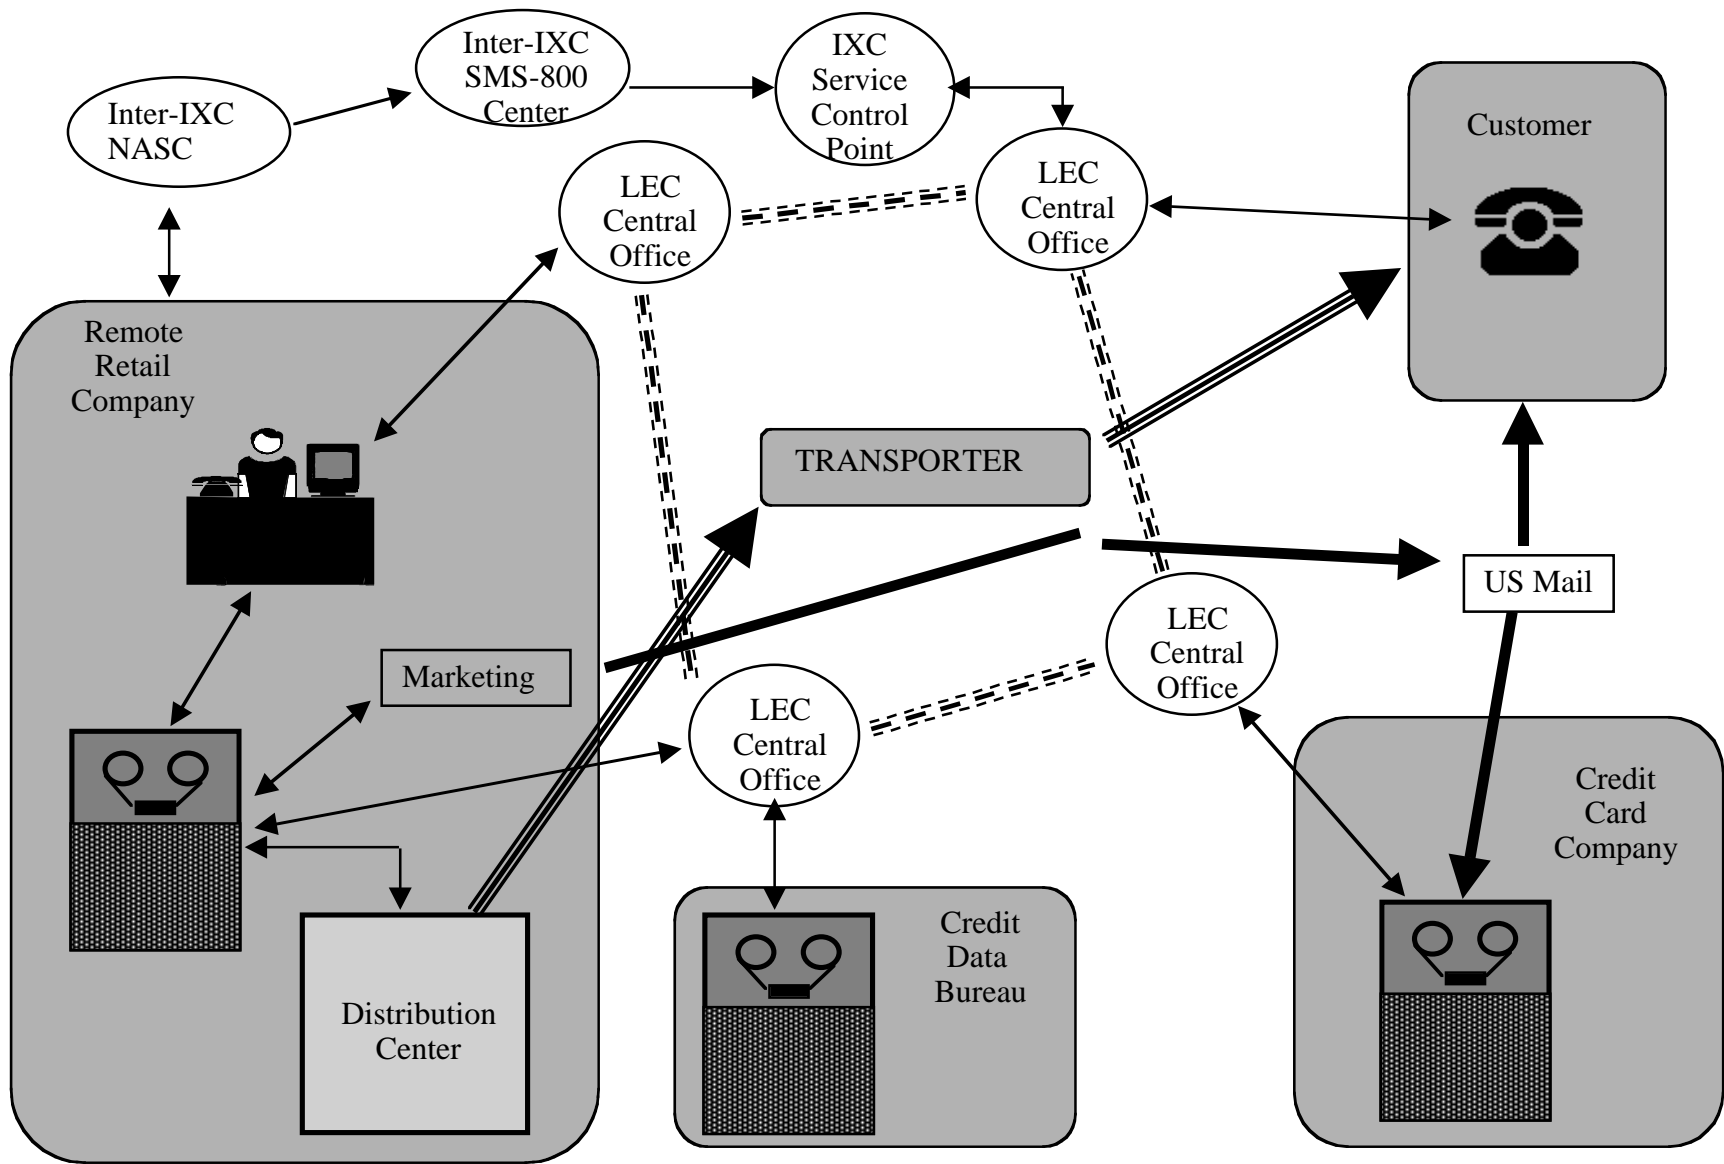 Inter-IXC
SMS-800
Center
IXC
Service
Control
Point
Inter-IXC
NASC
Customer
LEC
Central
Office
LEC
Central
Office
Remote
Retail
Company
TRANSPORTER
US Mail
Marketing
LEC
Central
Office
LEC
Central
Office
Credit
Card
Company
Credit
Data
Bureau
Distribution
Center